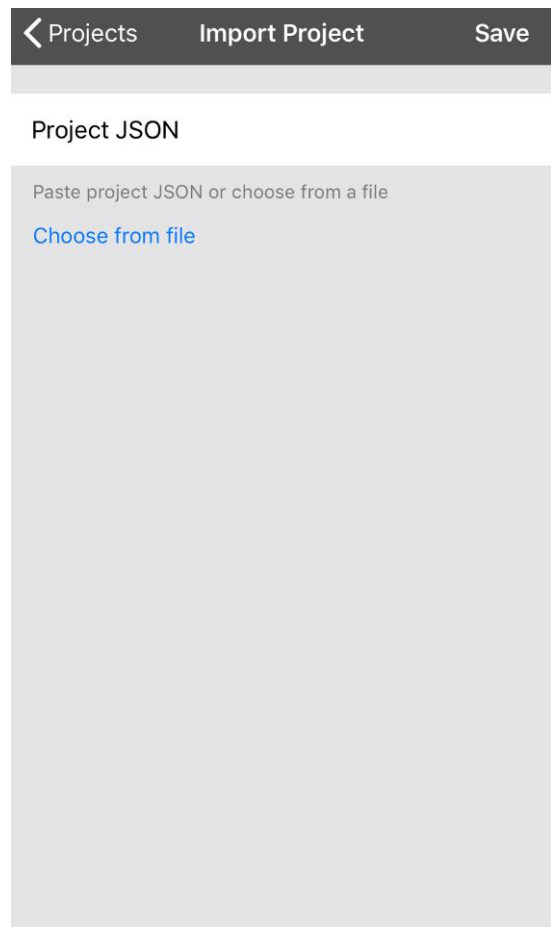 Projects Import Project Save
Project JSON
Paste project JSON or choose from a file
Choose from file